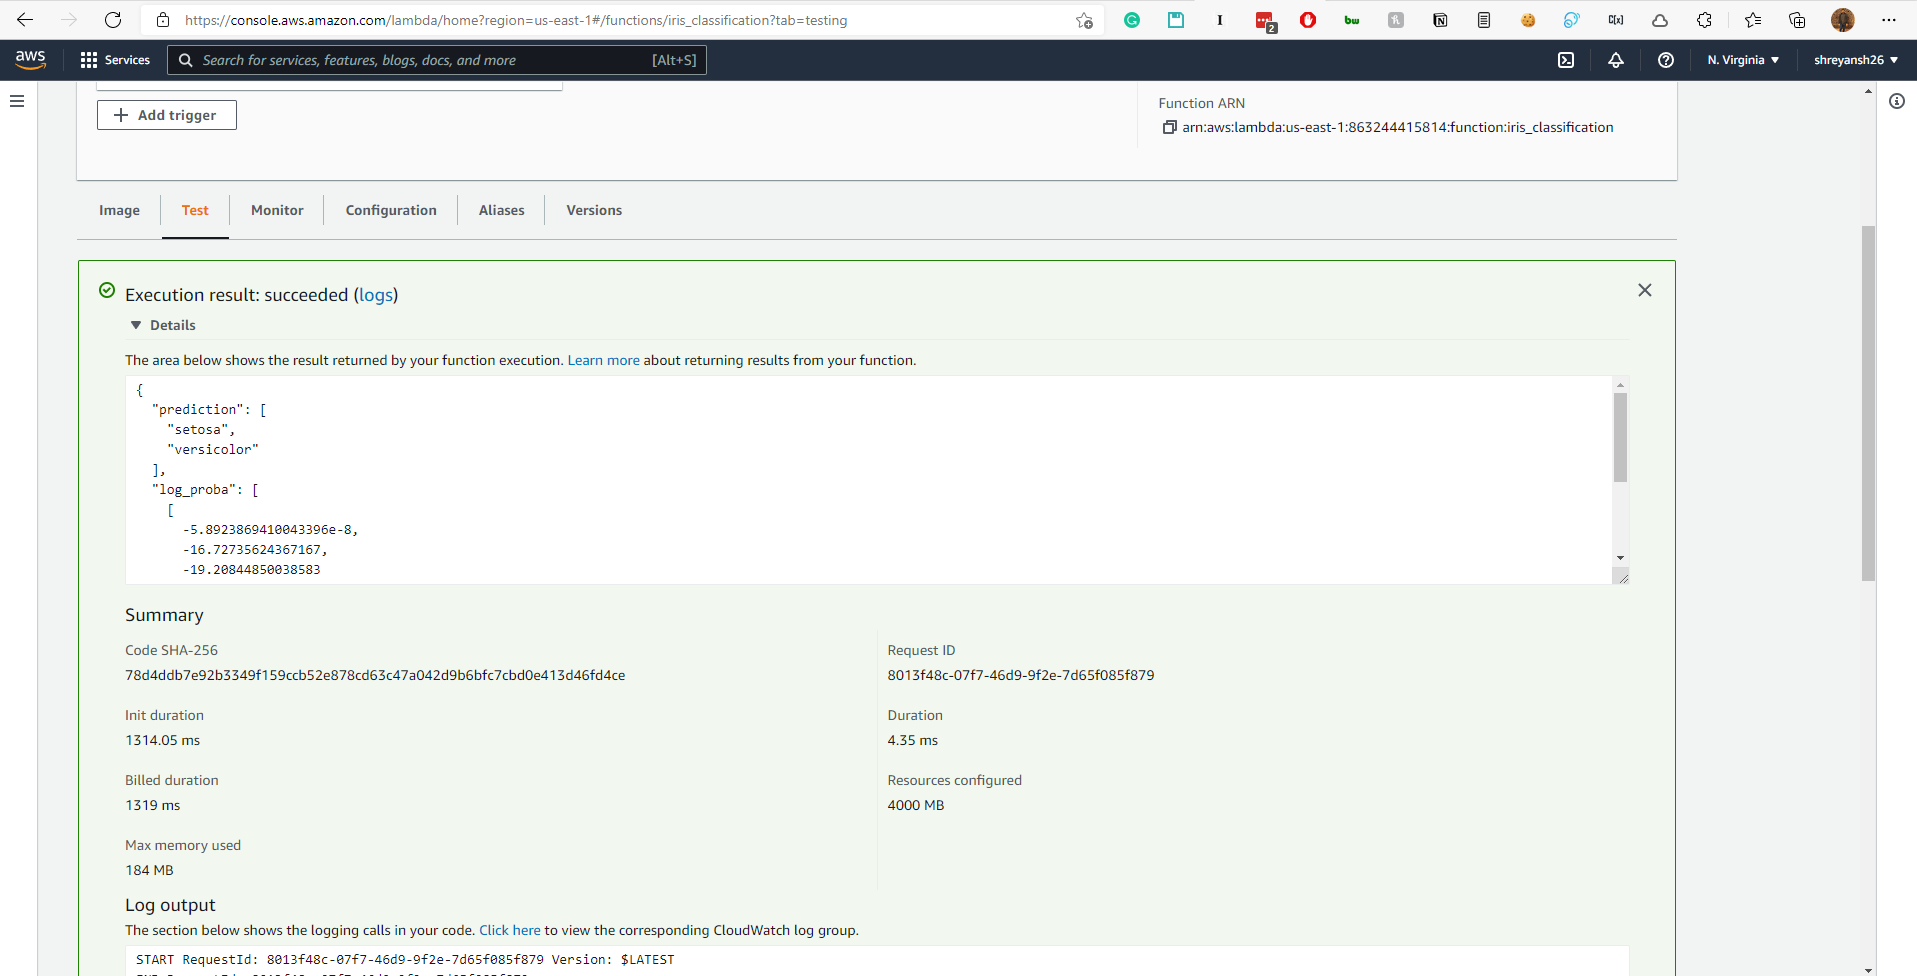 https://console.aws.amazon.com/lambda/home?region=us-east-1#/functions/iris_classification?tab=testing
2
bw
aws
Services
Search for services, features, blogs, docs, and more
[Alt+S]
N. Virginia ▼
shreyansh26 ▼
+ Add trigger
Function ARN
arn:aws:lambda:us-east-1:863244415814:function:iris_classification
Image
Test
Monitor
Configuration
Aliases
Versions
Execution result: succeeded (logs)
▼ Details
The area below shows the result returned by your function execution. Learn more about returning results from your function.
{
"prediction": [
"setosa",
"versicolor"
],
"log_proba": [
[
-5.8923869410043396e-8,
-16.72735624367167,
-19.20844850038583
Summary
Code SHA-256
78d4ddb7e92b3349f159ccb52e878cd63c47a042d9b6bfc7cbd0e413d46fd4ce
Request ID
8013f48c-07f7-46d9-9f2e-7d65f085f879
Init duration
1314.05 ms
Duration
4.35 ms
Billed duration
1319 ms
Resources configured
4000 MB
Max memory used
184 MB
Log output
The section below shows the logging calls in your code. Click here to view the corresponding CloudWatch log group.
START RequestId: 8013f48c-07f7-46d9-9f2e-7d65f085f879 Version: $LATEST